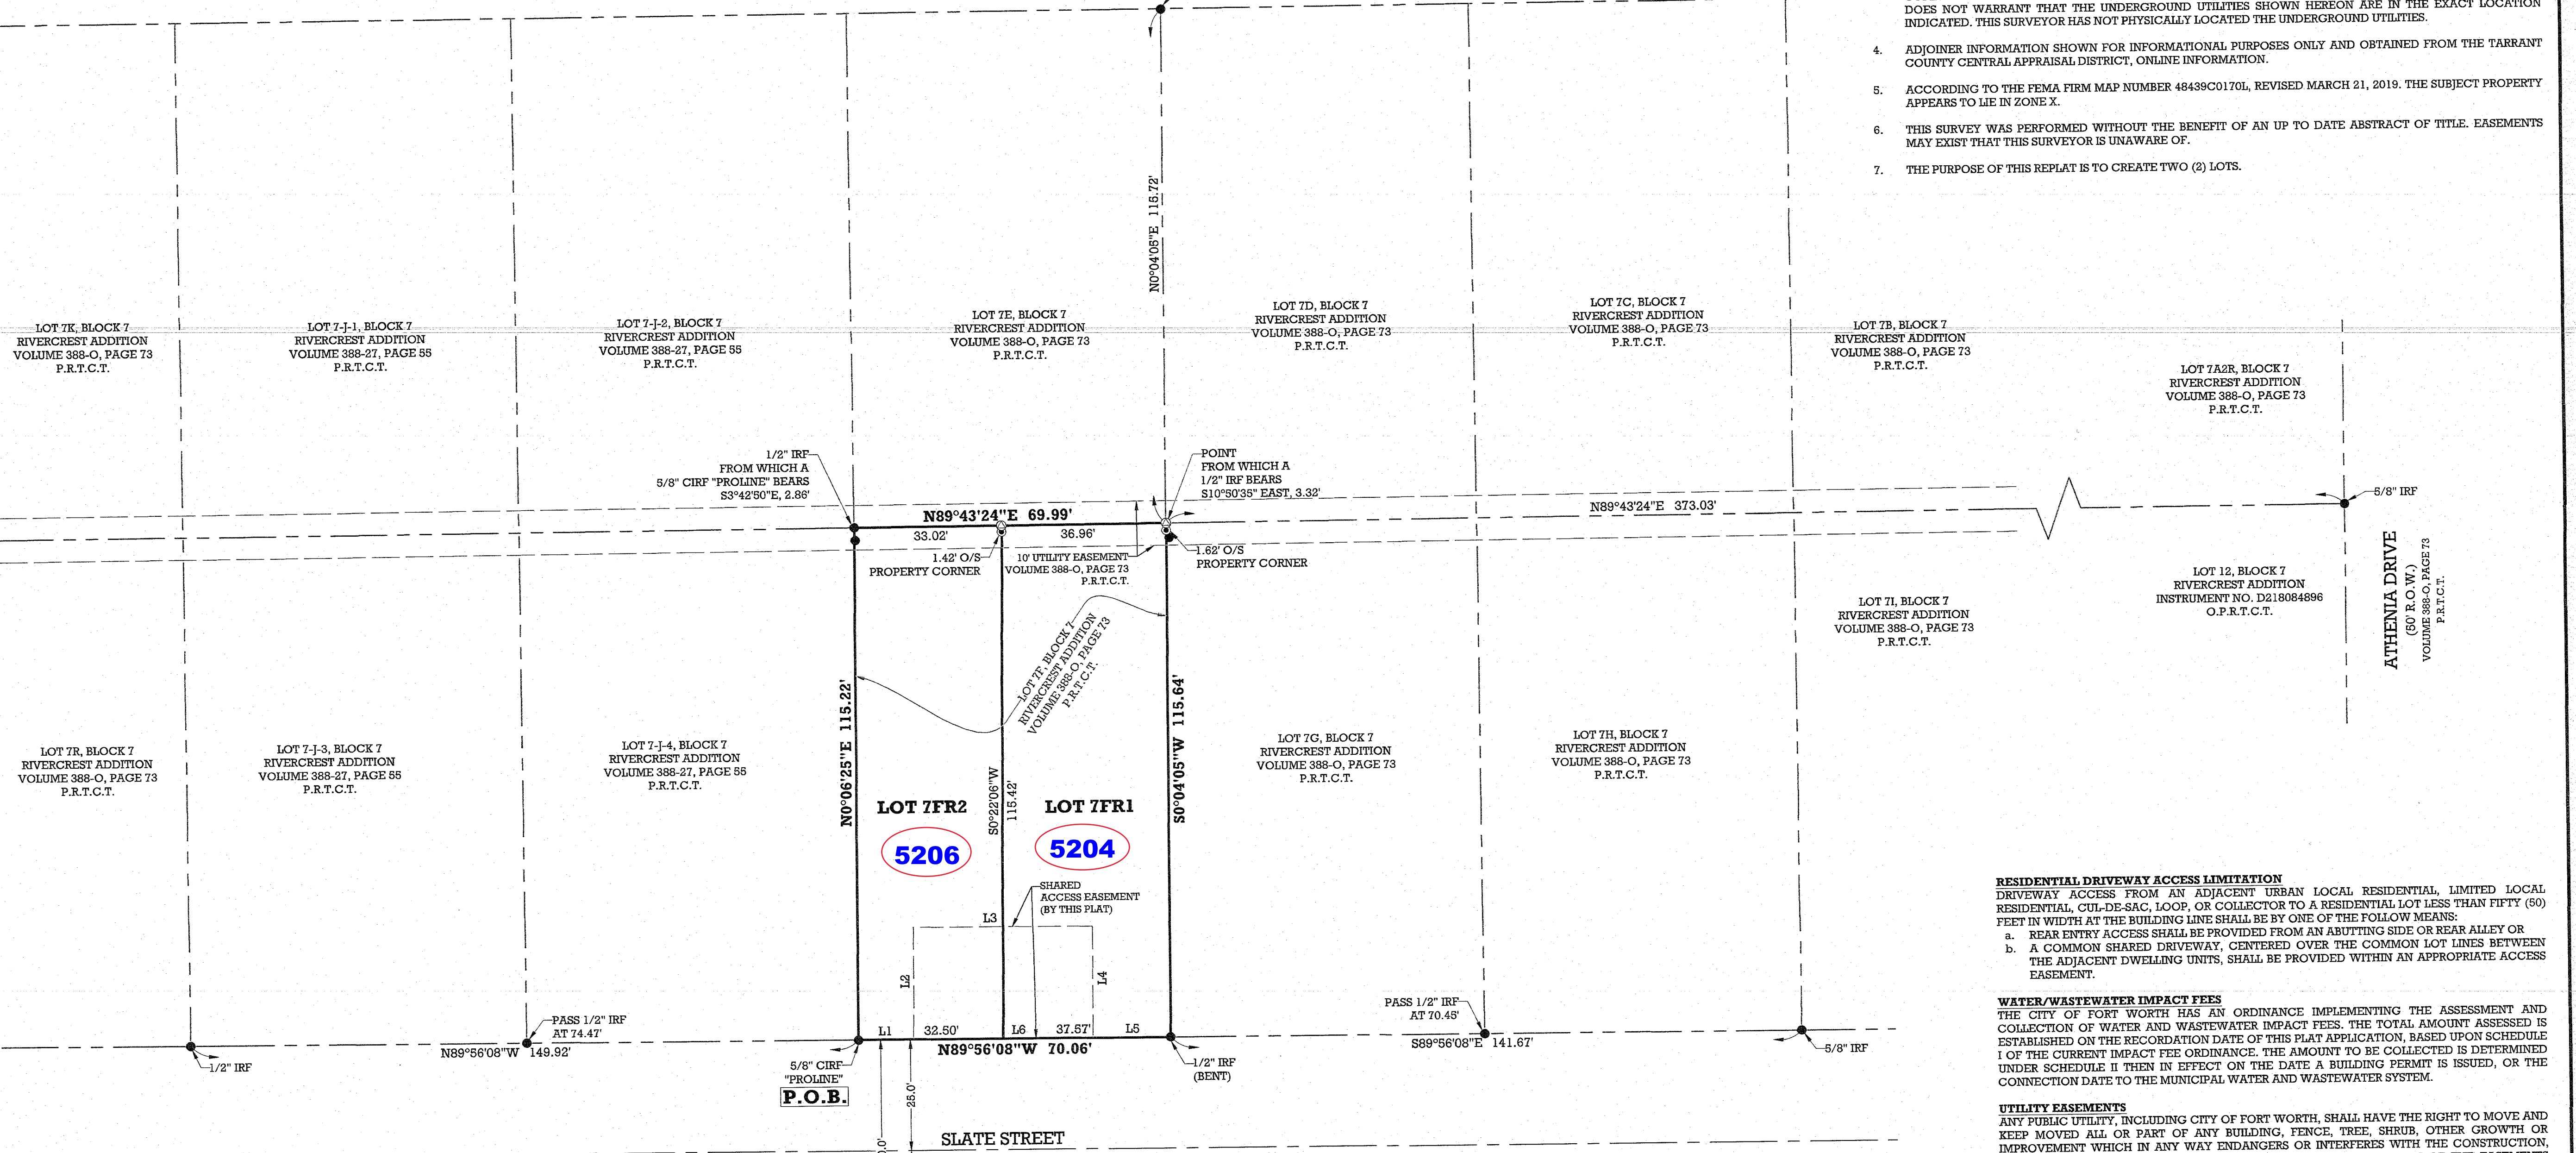 DOES NOT WARRANT THAT THE UNDERGROUND UTILITIES SHOWN HEREON ARE IN THE EXACT LOCATION
INDICATED. THIS SURVEYOR HAS NOT PHYSICALLY LOCATED THE UNDERGROUND UTILITIES.
4. ADJOINER INFORMATION SHOWN FOR INFORMATIONAL PURPOSES ONLY AND OBTAINED FROM THE TARRANT
COUNTY CENTRAL APPRAISAL DISTRICT, ONLINE INFORMATION.
5. ACCORDING TO THE FEMA FIRM MAP NUMBER 48439C0170L, REVISED MARCH 21, 2019. THE SUBJECT PROPERTY
APPEARS TO LIE IN ZONE X.
6. THIS SURVEY WAS PERFORMED WITHOUT THE BENEFIT OF AN UP TO DATE ABSTRACT OF TITLE. EASEMENTS
MAY EXIST THAT THIS SURVEYOR IS UNAWARE OF.
7. THE PURPOSE OF THIS REPLAT IS TO CREATE TWO (2) LOTS.
N0°04'05"E 115.72'
LOT 7K, BLOCK 7
RIVERCREST ADDITION
VOLUME 388-O, PAGE 73
P.R.T.C.T.
LOT 7-J-1, BLOCK 7
RIVERCREST ADDITION
VOLUME 388-27, PAGE 55
P.R.T.C.T.
LOT 7-J-2, BLOCK 7
RIVERCREST ADDITION
VOLUME 388-27, PAGE 55
P.R.T.C.T.
LOT 7E, BLOCK 7
RIVERCREST ADDITION
VOLUME 388-O, PAGE 73
P.R.T.C.T.
LOT 7D, BLOCK 7
RIVERCREST ADDITION
VOLUME 388-O, PAGE 73
P.R.T.C.T.
LOT 7C, BLOCK 7
RIVERCREST ADDITION
VOLUME 388-O, PAGE 73
P.R.T.C.T.
LOT 7B, BLOCK 7
RIVERCREST ADDITION
VOLUME 388-O, PAGE 73
P.R.T.C.T.
LOT 7A2R, BLOCK 7
RIVERCREST ADDITION
VOLUME 388-O, PAGE 73
P.R.T.C.T.
1/2" IRF
FROM WHICH A
5/8" CIRF "PROLINE" BEARS
S3°42'50"E, 2.86'
POINT
FROM WHICH A
1/2" IRF BEARS
S10°50'35" EAST, 3.32'
N89°43'24"E 69.99'
33.02'
36.96'
N89°43'24"E 373.03'
5/8" IRF
1.42' O/S
PROPERTY CORNER
10' UTILITY EASEMENT
VOLUME 388-O, PAGE 73
P.R.T.C.T.
1.62' O/S
PROPERTY CORNER
LOT 7F, BLOCK 7
RIVERCREST ADDITION
VOLUME 388-O, PAGE 73
P.R.T.C.T.
LOT 7I, BLOCK 7
RIVERCREST ADDITION
VOLUME 388-O, PAGE 73
P.R.T.C.T.
LOT 12, BLOCK 7
RIVERCREST ADDITION
INSTRUMENT NO. D218084896
O.P.R.T.C.T.
ATHENIA DRIVE
(50' R.O.W.)
VOLUME 388-O, PAGE 73
P.R.T.C.T.
LOT 7R, BLOCK 7
RIVERCREST ADDITION
VOLUME 388-O, PAGE 73
P.R.T.C.T.
LOT 7-J-3, BLOCK 7
RIVERCREST ADDITION
VOLUME 388-27, PAGE 55
P.R.T.C.T.
LOT 7-J-4, BLOCK 7
RIVERCREST ADDITION
VOLUME 388-27, PAGE 55
P.R.T.C.T.
N0°06'25"E 115.22'
S0°22'06"W
115.42'
S0°04'05"W 115.64'
LOT 7G, BLOCK 7
RIVERCREST ADDITION
VOLUME 388-O, PAGE 73
P.R.T.C.T.
LOT 7H, BLOCK 7
RIVERCREST ADDITION
VOLUME 388-O, PAGE 73
P.R.T.C.T.
LOT 7FR2
LOT 7FR1
5206
5204
SHARED
ACCESS EASEMENT
(BY THIS PLAT)
L3
L2
L4
L1
32.50'
L6
37.57'
L5
N89°56'08"W 70.06'
1/2" IRF
PASS 1/2" IRF
AT 74.47'
N89°56'08"W 149.92'
5/8" CIRF
"PROLINE"
P.O.B.
1/2" IRF
(BENT)
PASS 1/2" IRF
AT 70.45'
S89°56'08"E 141.67'
5/8" IRF
25.0'
SLATE STREET
RESIDENTIAL DRIVEWAY ACCESS LIMITATION
DRIVEWAY ACCESS FROM AN ADJACENT URBAN LOCAL RESIDENTIAL, LIMITED LOCAL
RESIDENTIAL, CUL-DE-SAC, LOOP, OR COLLECTOR TO A RESIDENTIAL LOT LESS THAN FIFTY (50)
FEET IN WIDTH AT THE BUILDING LINE SHALL BE BY ONE OF THE FOLLOW MEANS:
a. REAR ENTRY ACCESS SHALL BE PROVIDED FROM AN ABUTTING SIDE OR REAR ALLEY OR
b. A COMMON SHARED DRIVEWAY, CENTERED OVER THE COMMON LOT LINES BETWEEN
THE ADJACENT DWELLING UNITS, SHALL BE PROVIDED WITHIN AN APPROPRIATE ACCESS
EASEMENT.
WATER/WASTEWATER IMPACT FEES
THE CITY OF FORT WORTH HAS AN ORDINANCE IMPLEMENTING THE ASSESSMENT AND
COLLECTION OF WATER AND WASTEWATER IMPACT FEES. THE TOTAL AMOUNT ASSESSED IS
ESTABLISHED ON THE RECORDATION DATE OF THIS PLAT APPLICATION, BASED UPON SCHEDULE
I OF THE CURRENT IMPACT FEE ORDINANCE. THE AMOUNT TO BE COLLECTED IS DETERMINED
UNDER SCHEDULE II THEN IN EFFECT ON THE DATE A BUILDING PERMIT IS ISSUED, OR THE
CONNECTION DATE TO THE MUNICIPAL WATER AND WASTEWATER SYSTEM.
UTILITY EASEMENTS
ANY PUBLIC UTILITY, INCLUDING CITY OF FORT WORTH, SHALL HAVE THE RIGHT TO MOVE AND
KEEP MOVED ALL OR PART OF ANY BUILDING, FENCE, TREE, SHRUB, OTHER GROWTH OR
IMPROVEMENT WHICH IN ANY WAY ENDANGERS OR INTERFERES WITH THE CONSTRUCTION,